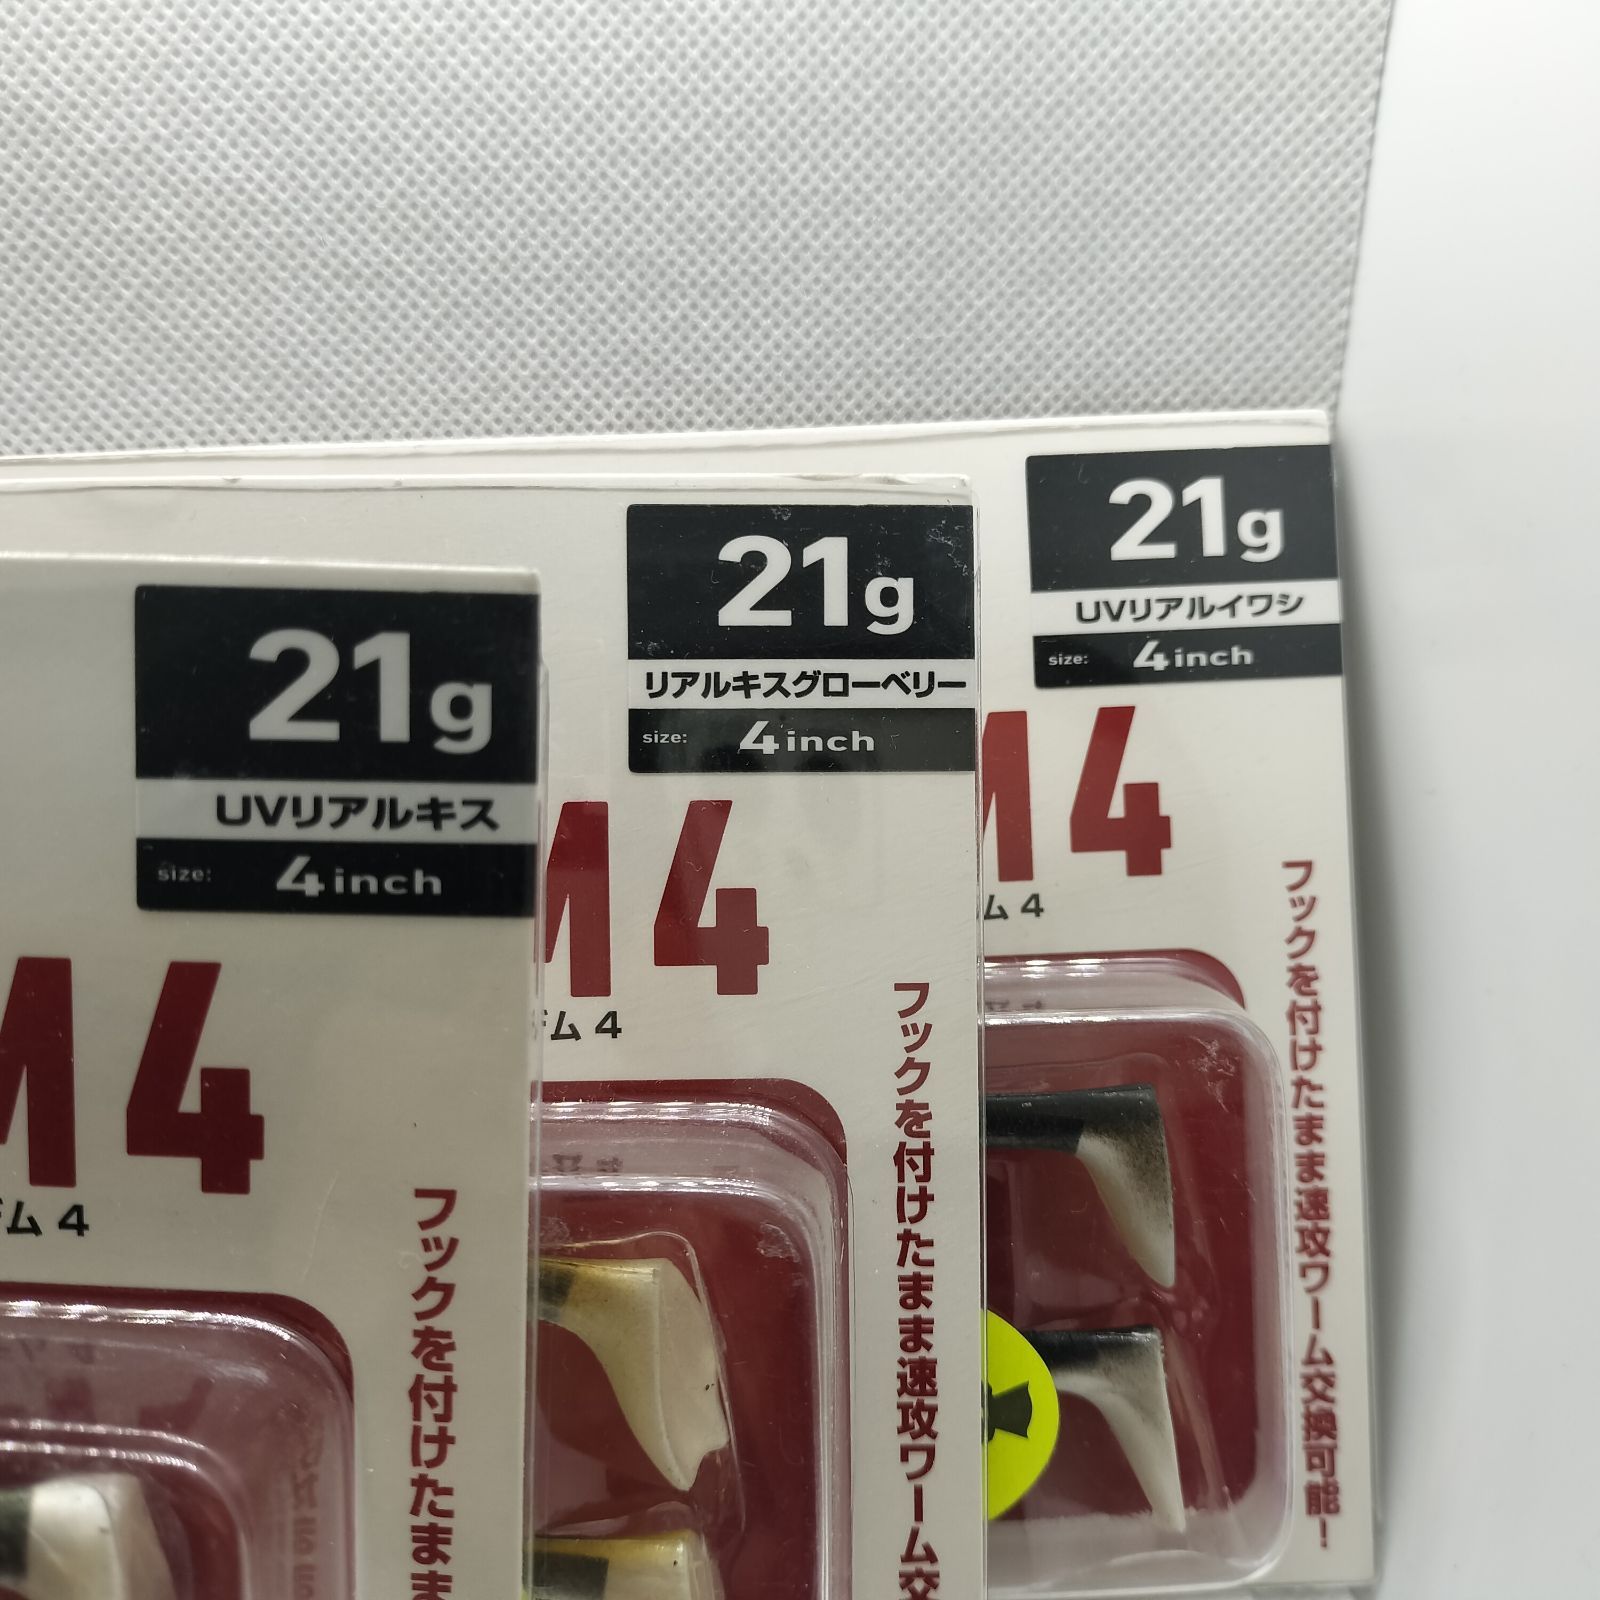 21g
UVリアルキス
size: 4inch
M4
ム 4
フックを付けたまま
21g
リアルキスグローベリー
size: 4inch
M4
ム 4
フックを付けたまま速攻ワーム交
21g
UVリアルイワシ
size: 4inch
4
ム 4
フックを付けたまま速攻ワーム交換可能!